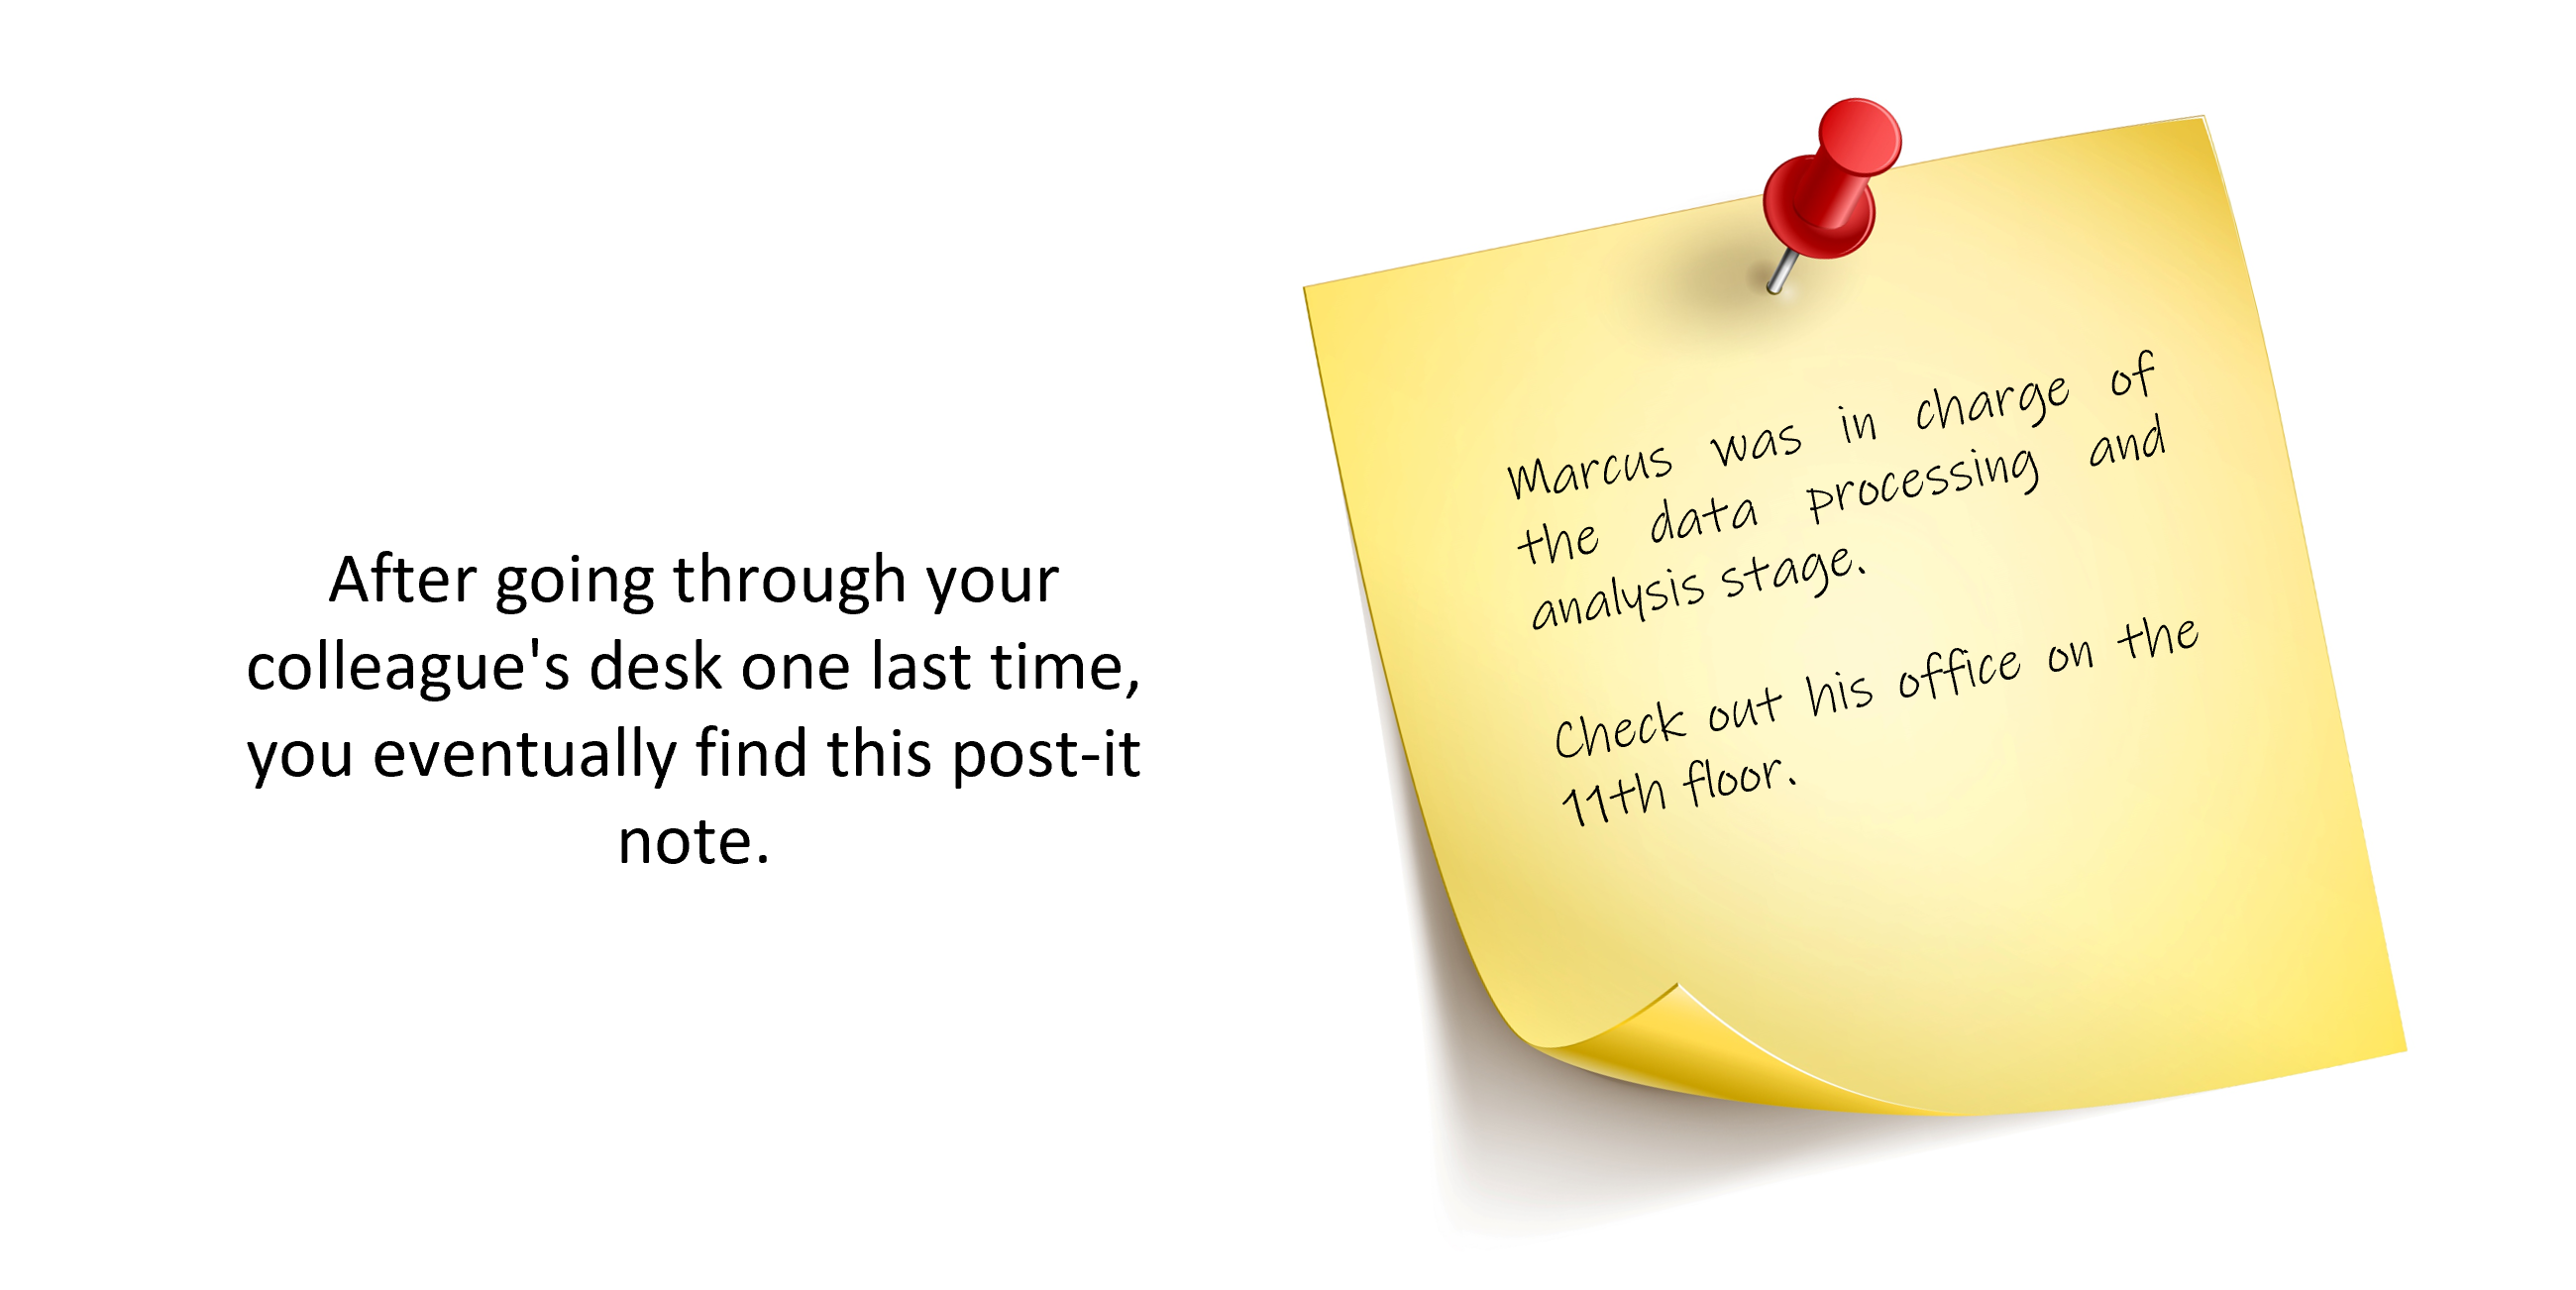 After going through your
colleague's desk one last time,
you eventually find this post-it
note.
Marcus was in charge of
the data processing and
analysis stage.
Check out his office on the
11th floor.